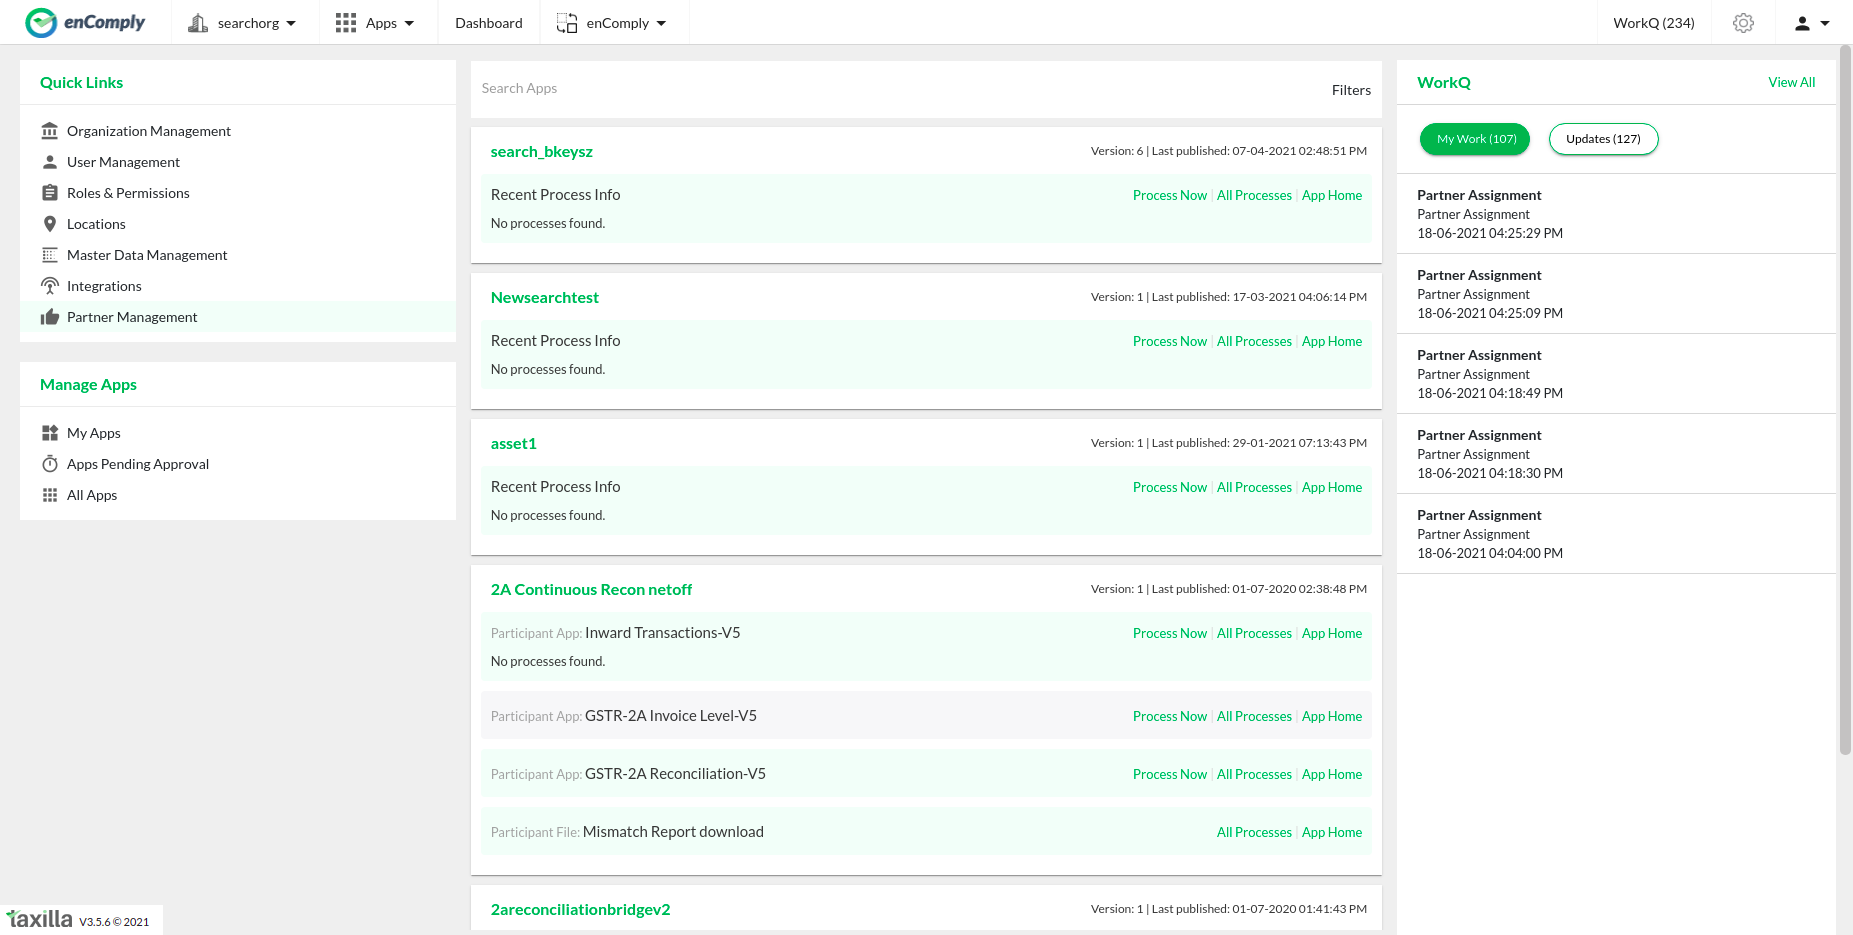 enComply
searchorg
Apps
Dashboard
enComply
WorkQ (234)
Quick Links
Organization Management
User Management
Roles & Permissions
Locations
Master Data Management
Integrations
Partner Management
Manage Apps
My Apps
Apps Pending Approval
All Apps
Search Apps
Filters
search_bkeysz
Version: 6 | Last published: 07-04-2021 02:48:51 PM
Recent Process Info
Process Now | All Processes | App Home
No processes found.
Newsearchtest
Version: 1 | Last published: 17-03-2021 04:06:14 PM
Recent Process Info
Process Now | All Processes | App Home
No processes found.
asset1
Version: 1 | Last published: 29-01-2021 07:13:43 PM
Recent Process Info
Process Now | All Processes | App Home
No processes found.
2A Continuous Recon netoff
Version: 1 | Last published: 01-07-2020 02:38:48 PM
Participant App: Inward Transactions-V5
Process Now | All Processes | App Home
No processes found.
Participant App: GSTR-2A Invoice Level-V5
Process Now | All Processes | App Home
Participant App: GSTR-2A Reconciliation-V5
Process Now | All Processes | App Home
Participant File: Mismatch Report download
All Processes | App Home
2areconciliationbridgev2
Version: 1 | Last published: 01-07-2020 01:41:43 PM
WorkQ
View All
My Work (107)
Updates (127)
Partner Assignment
Partner Assignment
18-06-2021 04:25:29 PM
Partner Assignment
Partner Assignment
18-06-2021 04:25:09 PM
Partner Assignment
Partner Assignment
18-06-2021 04:18:49 PM
Partner Assignment
Partner Assignment
18-06-2021 04:18:30 PM
Partner Assignment
Partner Assignment
18-06-2021 04:04:00 PM
taxilla V3.5.6 © 2021